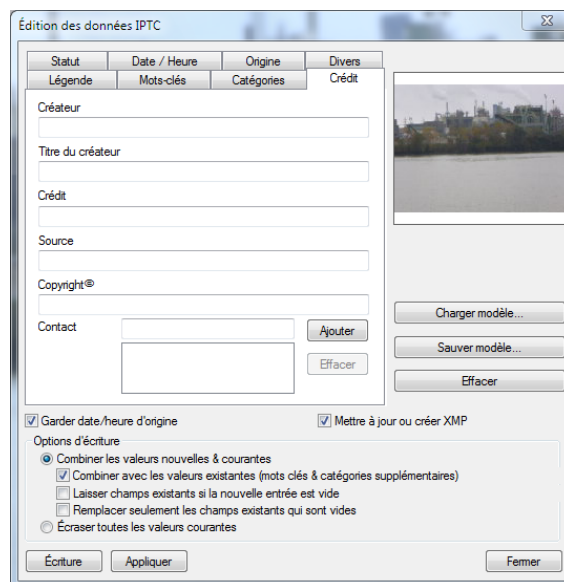 Édition des données IPTC
Statut
Date / Heure
Origine
Divers
Légende
Mots-clés
Catégories
Crédit
Créateur
Titre du créateur
Crédit
Source
Copyright®
Contact
Ajouter
Effacer
Charger modèle...
Sauver modèle...
Effacer
Garder date/heure d'origine
Mettre à jour ou créer XMP
Options d'écriture
Combiner les valeurs nouvelles & courantes
Combiner avec les valeurs existantes (mots clés & catégories supplémentaires)
Laisser champs existants si la nouvelle entrée est vide
Remplacer seulement les champs existants qui sont vides
Écraser toutes les valeurs courantes
Écriture
Appliquer
Fermer